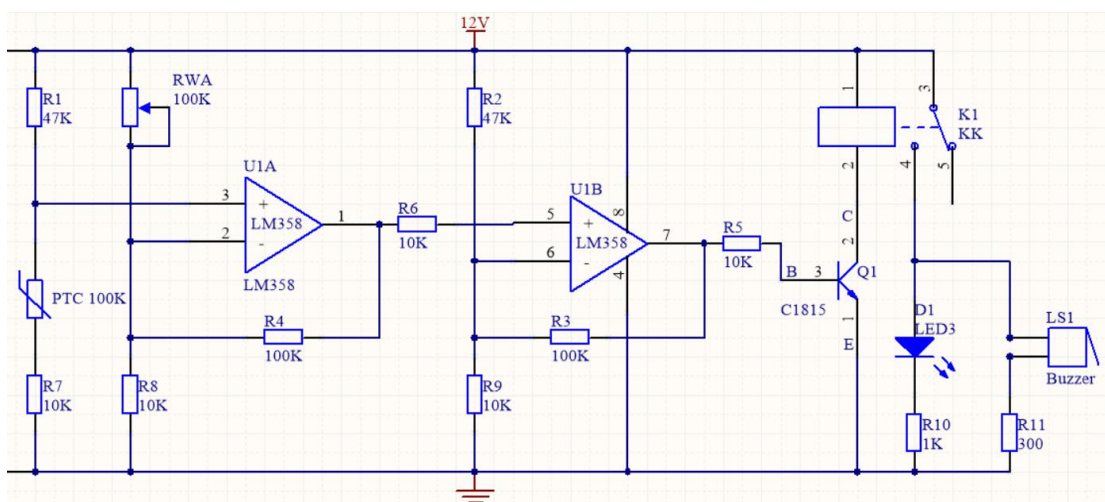 12V
R1
47K
RWA
100K
R2
47K
1
3
K1
KK
2
4
5
U1A
3
+
LM358
1
2
-
LM358
R6
10K
U1B
8
5
+
LM358
7
6
-
4
R5
10K
C
2
B
3
Q1
C1815
1
E
PTC 100K
R4
100K
R3
100K
D1
LED3
LS1
Buzzer
R7
10K
R8
10K
R9
10K
R10
1K
R11
300